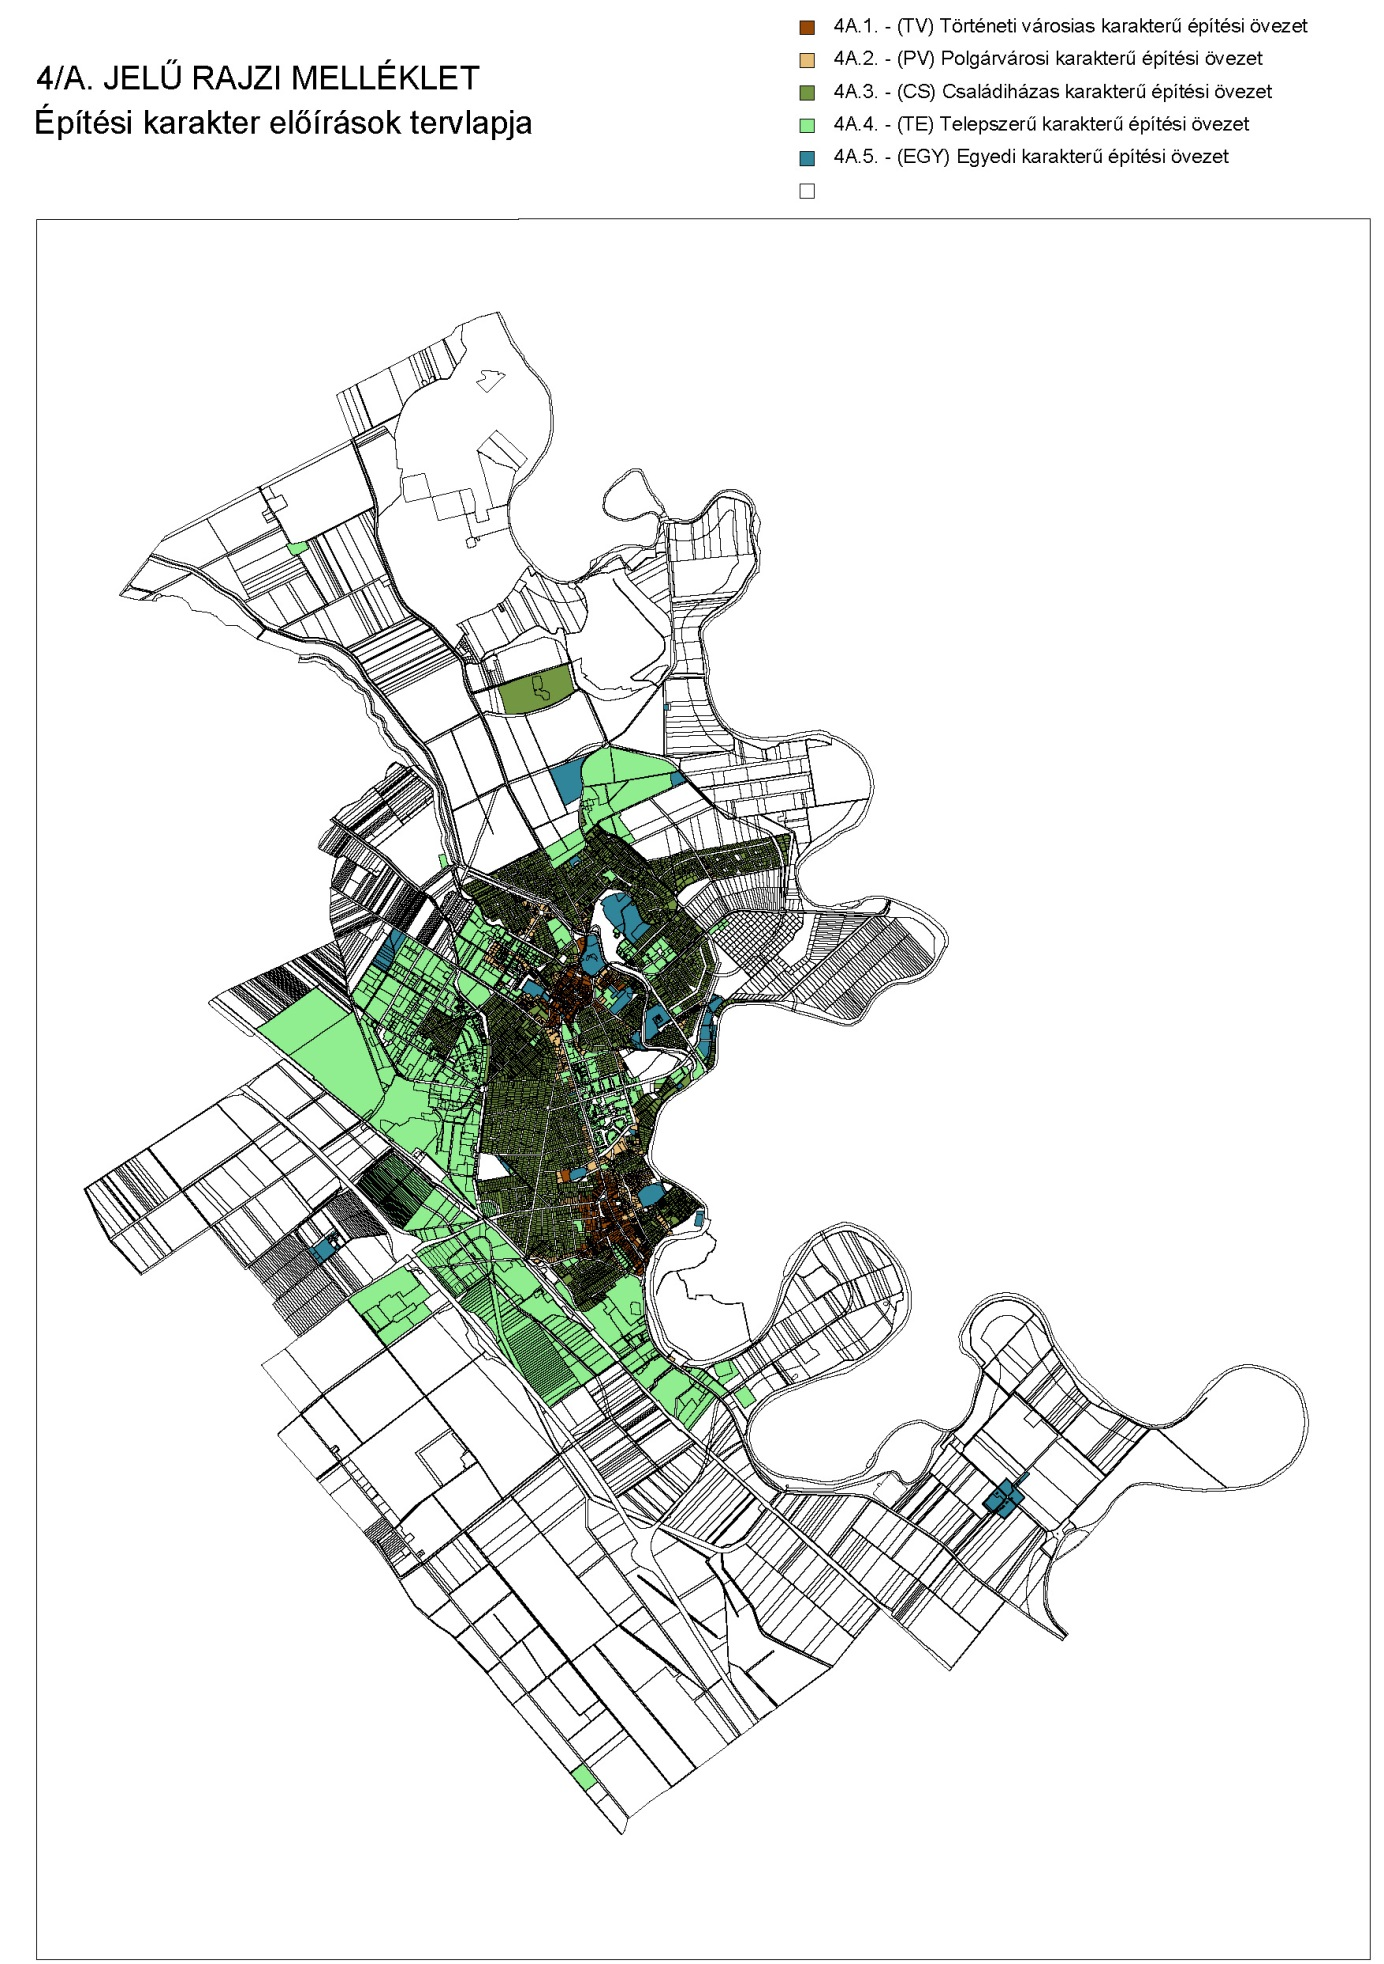 4/A. JELŰ RAJZI MELLÉKLET
Építési karakter előírások tervlapja
4A.1. - (TV) Történeti városias karakterű építési övezet
4A.2. - (PV) Polgárvárosi karakterű építési övezet
4A.3. - (CS) Családiházas karakterű építési övezet
4A.4. - (TE) Telepszerű karakterű építési övezet
4A.5. - (EGY) Egyedi karakterű építési övezet